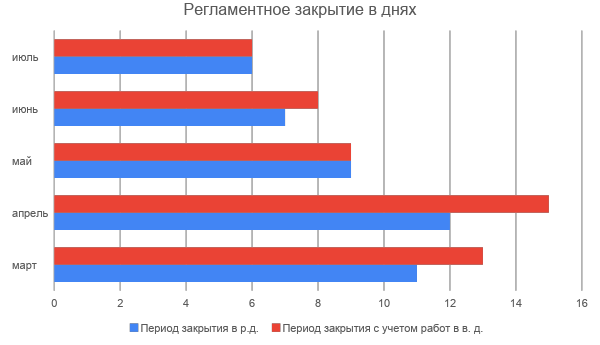 Регламентное закрытие в днях
июль
июнь
май
апрель
март
0 2 4 6 8 10 12 14 16
Период закрытия в р.д. Период закрытия с учетом работ в в. д.